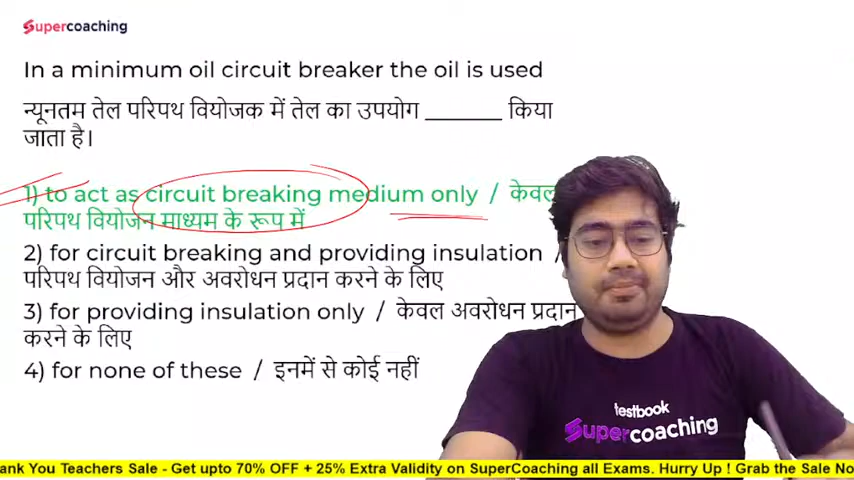 Supercoaching
In a minimum oil circuit breaker the oil is used
न्यूनतम तेल परिपथ वियोजक में तेल का उपयोग _______ किया
जाता है।
1) to act as circuit breaking medium only / केवल
परिपथ वियोजन माध्यम के रूप में
2) for circuit breaking and providing insulation /
परिपथ वियोजन और अवरोधन प्रदान करने के लिए
3) for providing insulation only / केवल अवरोधन प्रदान
करने के लिए
4) for none of these / इनमें से कोई नहीं
testbook
Supercoaching
ank You Teachers Sale - Get upto 70% OFF + 25% Extra Validity on SuperCoaching all Exams. Hurry Up ! Grab the Sale No